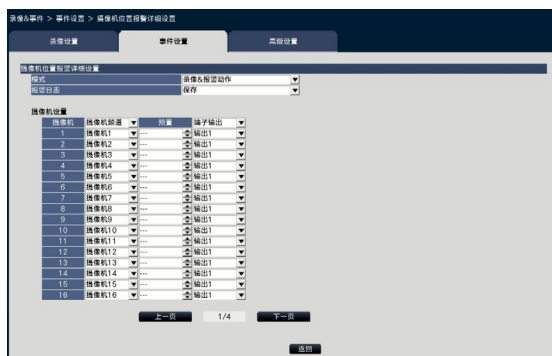 录像&事件 > 事件设置 > 摄像机位置报警详细设置
录像设置 事件设置 高级设置
摄像机位置报警详细设置
模式 录像&报警动作
报警日志 保存
摄像机设置
摄像机 摄像机频道 预置 端子输出
1 摄像机1 --- 输出1
2 摄像机2 --- 输出1
3 摄像机3 --- 输出1
4 摄像机4 --- 输出1
5 摄像机5 --- 输出1
6 摄像机6 --- 输出1
7 摄像机7 --- 输出1
8 摄像机8 --- 输出1
9 摄像机9 --- 输出1
10 摄像机10 --- 输出1
11 摄像机11 --- 输出1
12 摄像机12 --- 输出1
13 摄像机13 --- 输出1
14 摄像机14 --- 输出1
15 摄像机15 --- 输出1
16 摄像机16 --- 输出1
上一页 1/4 下一页
返回